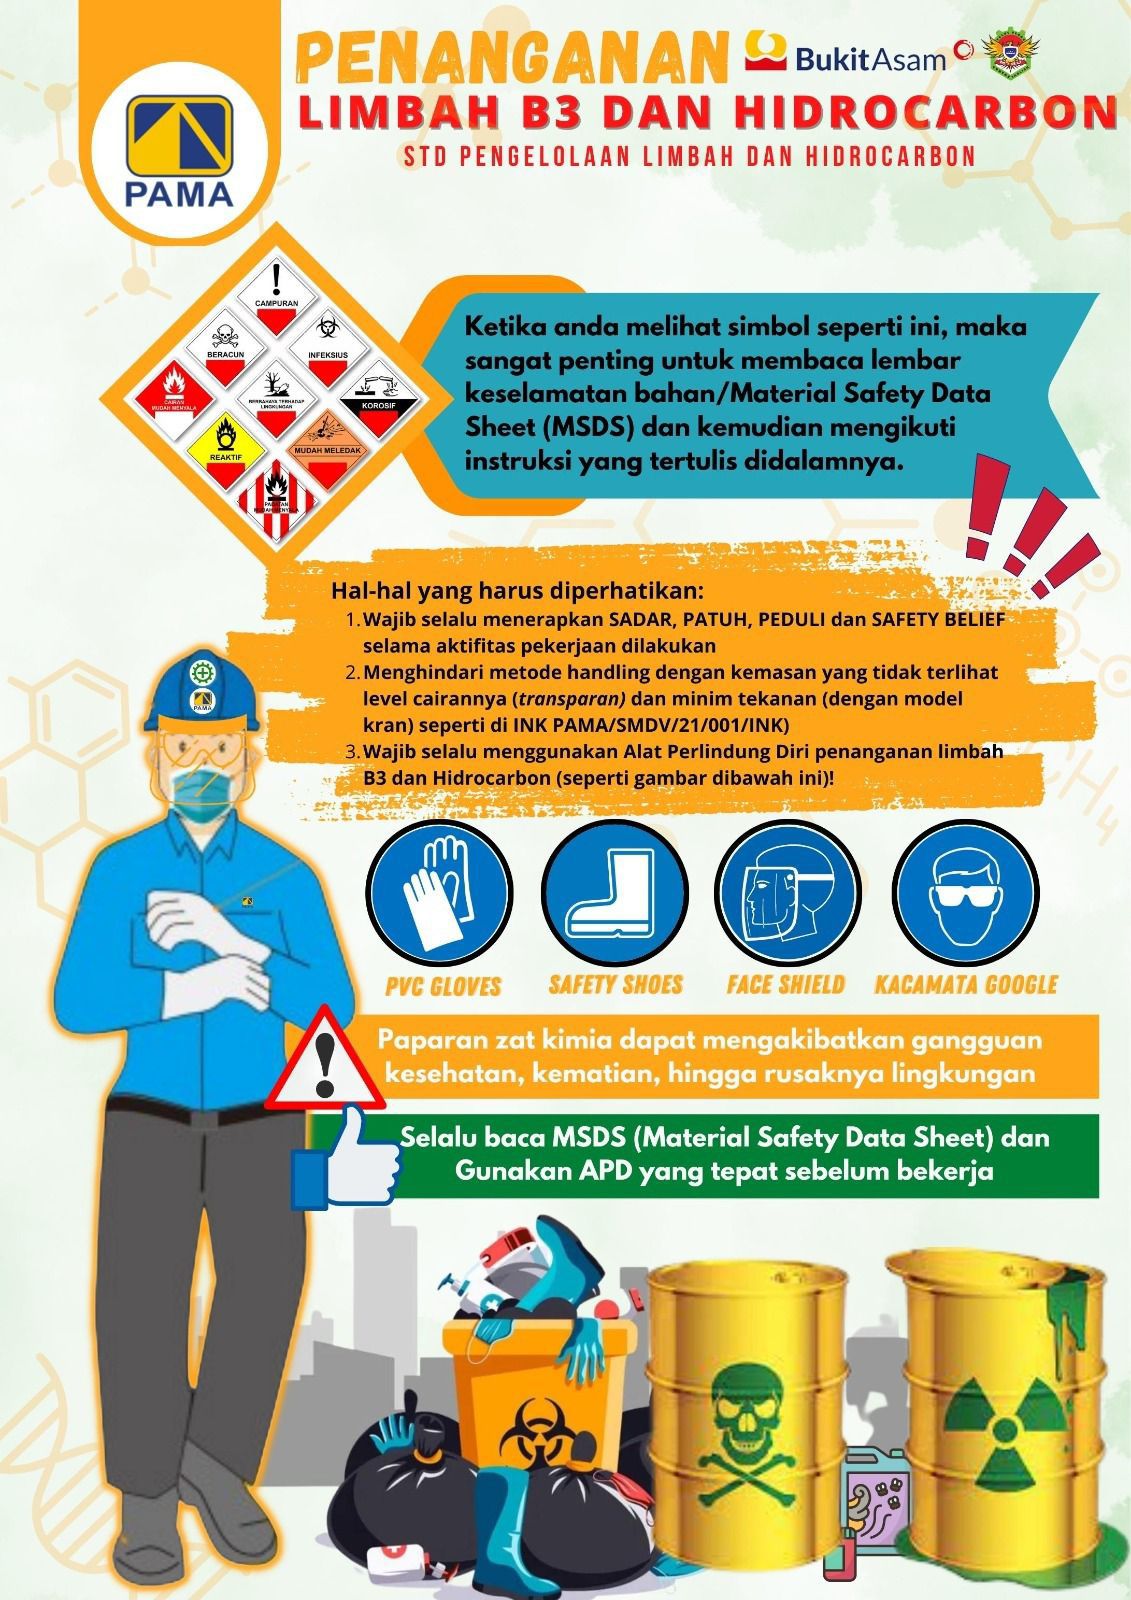 PENANGANAN
BukitAsam
LIMBAH B3 DAN HIDROCARBON
STD PENGELOLAAN LIMBAH DAN HIDROCARBON
PAMA
CAMPURAN
BERACUN
INFEKSIUS
CAIRAN
MUDAH MENYALA
BERBAHAYA TERHADAP
LINGKUNGAN
KOROSIF
REAKTIF
MUDAH MELEDAK
PADATAN
MUDAH MENYALA
Ketika anda melihat simbol seperti ini, maka
sangat penting untuk membaca lembar
keselamatan bahan/Material Safety Data
Sheet (MSDS) dan kemudian mengikuti
instruksi yang tertulis didalamnya.
Hal-hal yang harus diperhatikan:
1. Wajib selalu menerapkan SADAR, PATUH, PEDULI dan SAFETY BELIEF
selama aktifitas pekerjaan dilakukan
2. Menghindari metode handling dengan kemasan yang tidak terlihat
level cairannya (transparan) dan minim tekanan (dengan model
kran) seperti di INK PAMA/SMDV/21/001/INK)
3. Wajib selalu menggunakan Alat Perlindung Diri penanganan limbah
B3 dan Hidrocarbon (seperti gambar dibawah ini)!
PAMA
CH4
PVC GLOVES
SAFETY SHOES
FACE SHIELD
KACAMATA GOOGLE
Paparan zat kimia dapat mengakibatkan gangguan
kesehatan, kematian, hingga rusaknya lingkungan
Selalu baca MSDS (Material Safety Data Sheet) dan
Gunakan APD yang tepat sebelum bekerja